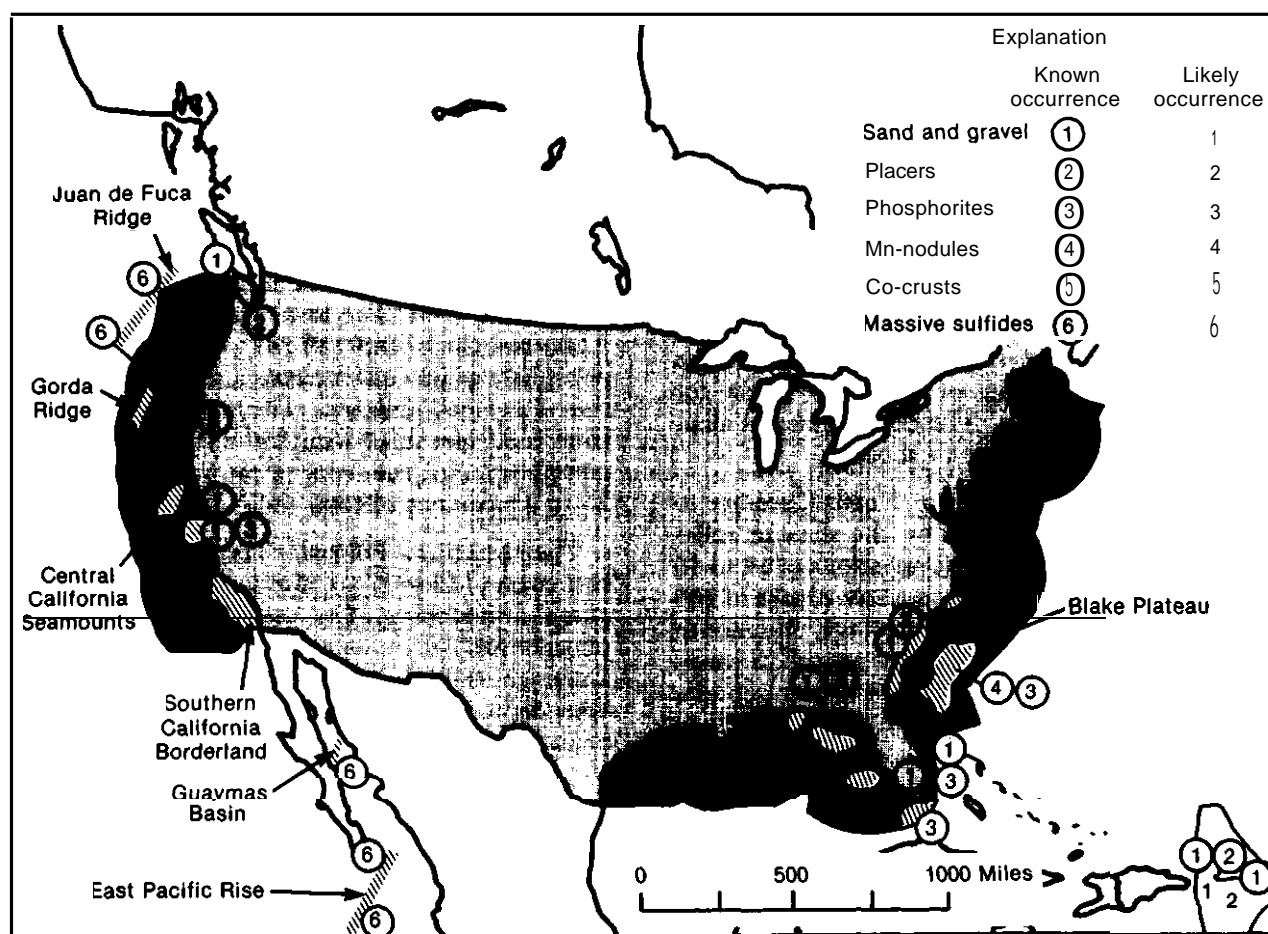 Explanation
Known occurrence
Likely occurrence
Sand and gravel 1 1
Placers 2 2
Phosphorites 3 3
Mn-nodules 4 4
Co-crusts 5 5
Massive sulfides 6 6
Juan de Fuca
Ridge
1
6
6
2
Gorda
Ridge
Central
California
Seamounts
Blake Plateau
4 3
Southern
California
Borderland
Guaymas
Basin
6
1
3
1
3
6
East Pacific Rise
6
0 500 1000 Miles
1 2
1
1 2